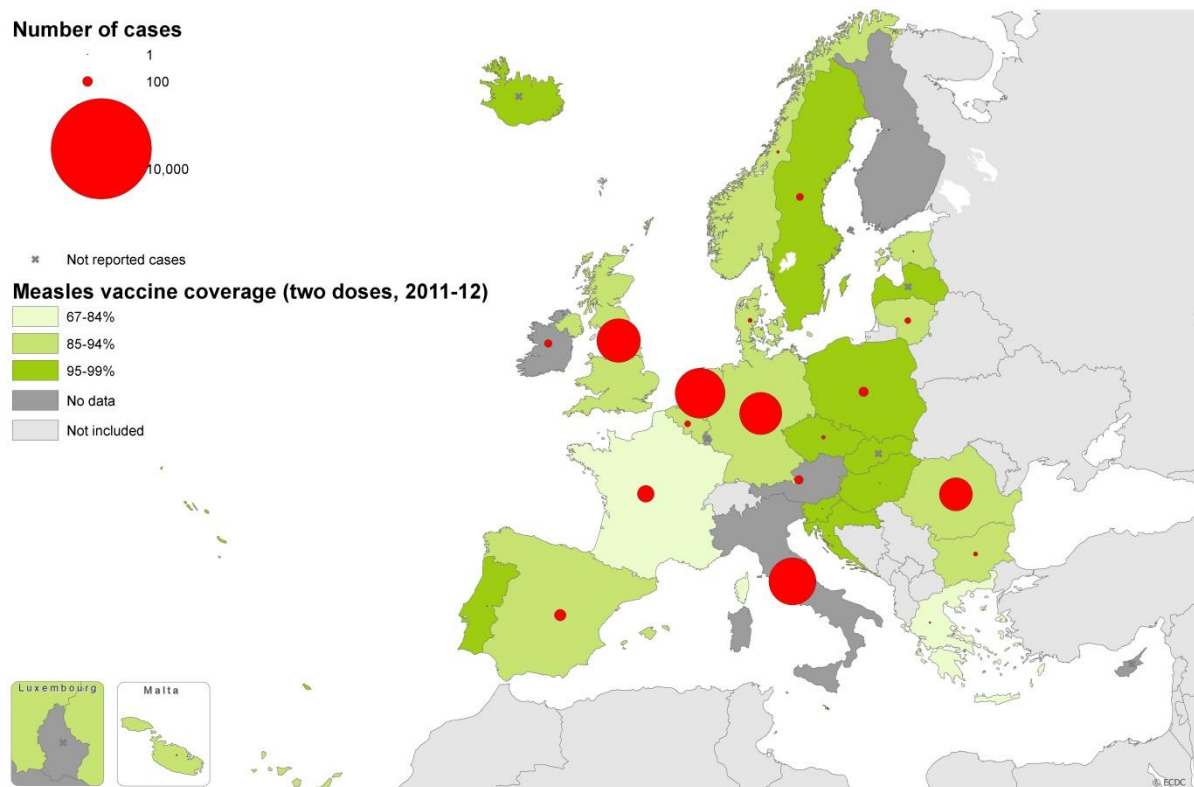 Number of cases
1
100
10,000
Not reported cases
Measles vaccine coverage (two doses, 2011-12)
67-84%
85-94%
95-99%
No data
Not included
Luxembourg
Malta
© ECDC